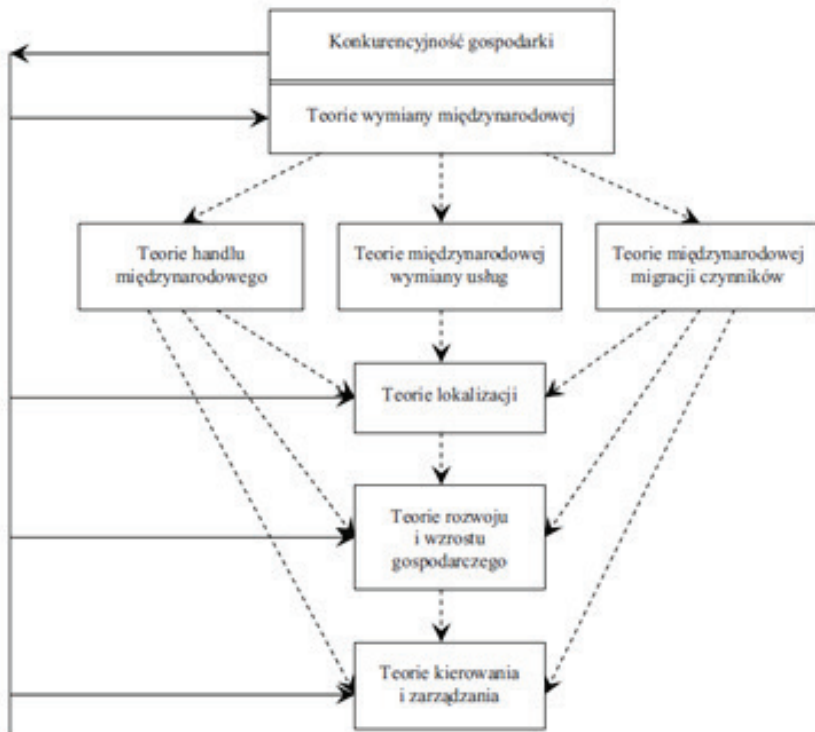 Konkurencyjność gospodarki
Teorie wymiany międzynarodowej
Teorie handlu
międzynarodowego
Teorie międzynarodowej
wymiany usług
Teorie międzynarodowej
migracji czynników
Teorie lokalizacji
Teorie rozwoju
i wzrostu
gospodarczego
Teorie kierowania
i zarządzania